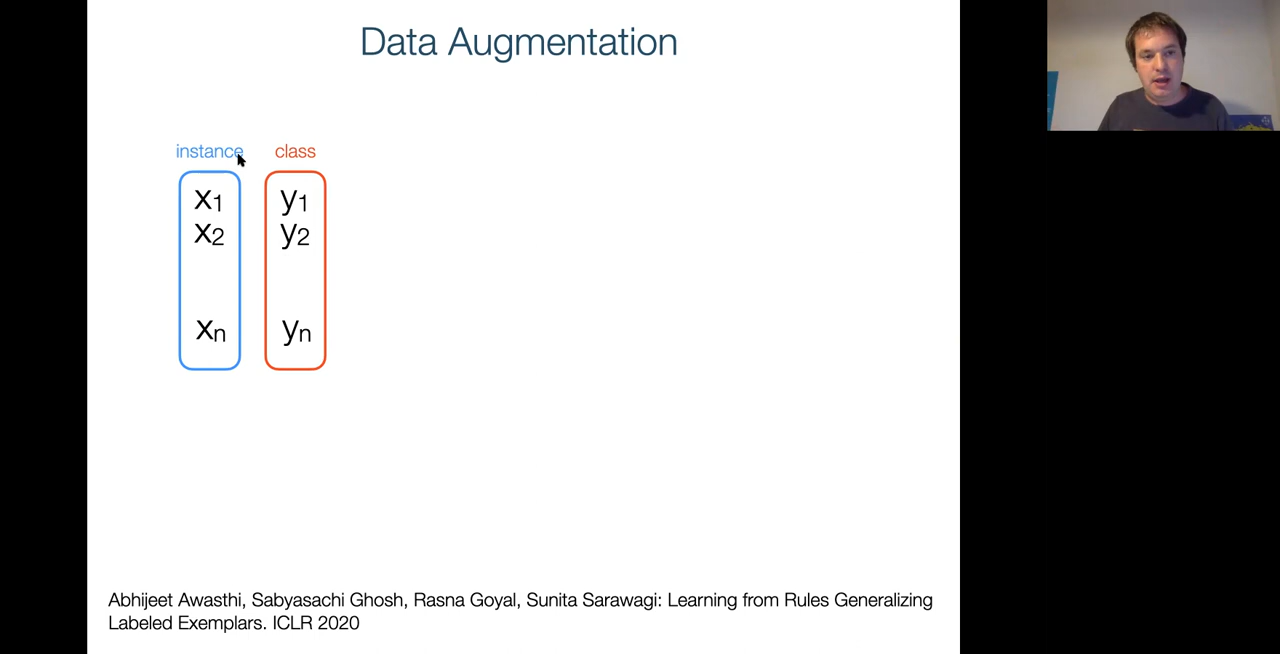 Data Augmentation
instance class
x1 y1
x2 y2
xn yn
Abhijeet Awasthi, Sabyasachi Ghosh, Rasna Goyal, Sunita Sarawagi: Learning from Rules Generalizing
Labeled Exemplars. ICLR 2020